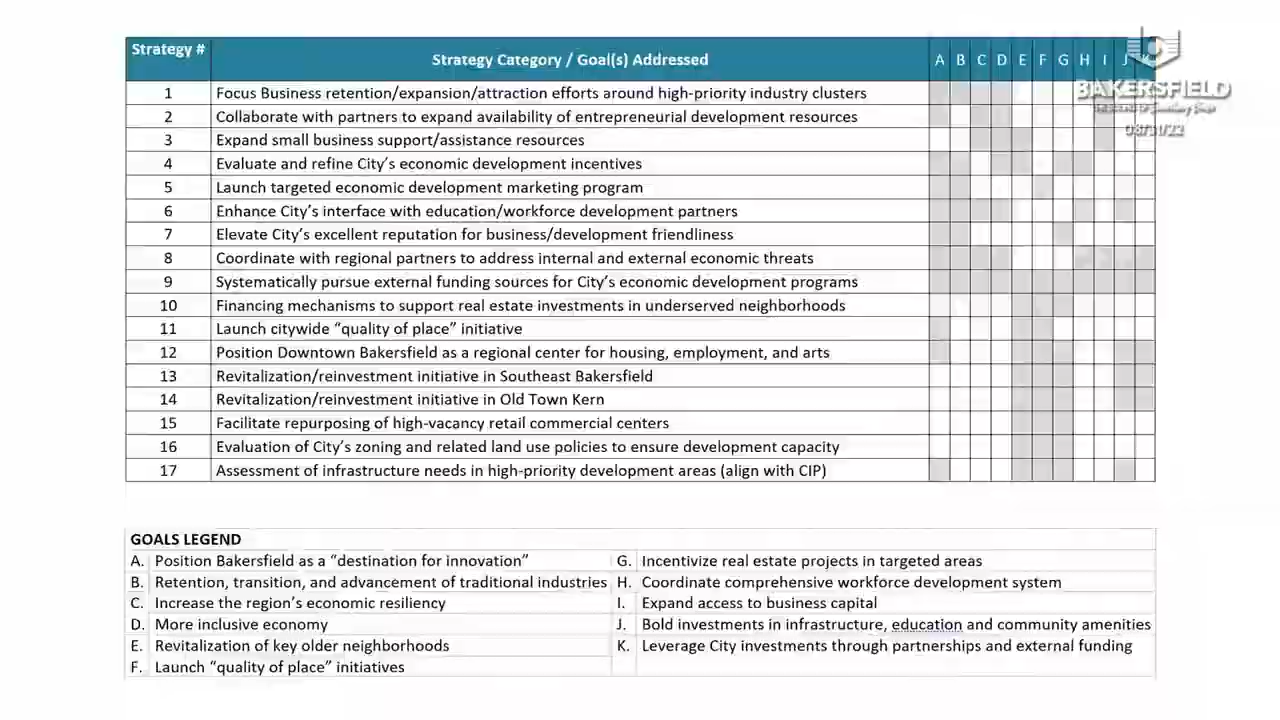 Strategy # Strategy Category / Goal(s) Addressed A B C D E F G H I J K
1 Focus Business retention/expansion/attraction efforts around high-priority industry clusters
2 Collaborate with partners to expand availability of entrepreneurial development resources
3 Expand small business support/assistance resources
4 Evaluate and refine City's economic development incentives
5 Launch targeted economic development marketing program
6 Enhance City's interface with education/workforce development partners
7 Elevate City's excellent reputation for business/development friendliness
8 Coordinate with regional partners to address internal and external economic threats
9 Systematically pursue external funding sources for City's economic development programs
10 Financing mechanisms to support real estate investments in underserved neighborhoods
11 Launch citywide “quality of place” initiative
12 Position Downtown Bakersfield as a regional center for housing, employment, and arts
13 Revitalization/reinvestment initiative in Southeast Bakersfield
14 Revitalization/reinvestment initiative in Old Town Kern
15 Facilitate repurposing of high-vacancy retail commercial centers
16 Evaluation of City's zoning and related land use policies to ensure development capacity
17 Assessment of infrastructure needs in high-priority development areas (align with CIP)
BAKERSFIELD
THE SOUND OF Something Better
08/31/22
GOALS LEGEND
A. Position Bakersfield as a “destination for innovation”
B. Retention, transition, and advancement of traditional industries
C. Increase the region's economic resiliency
D. More inclusive economy
E. Revitalization of key older neighborhoods
F. Launch “quality of place” initiatives
G. Incentivize real estate projects in targeted areas
H. Coordinate comprehensive workforce development system
I. Expand access to business capital
J. Bold investments in infrastructure, education and community amenities
K. Leverage City investments through partnerships and external funding